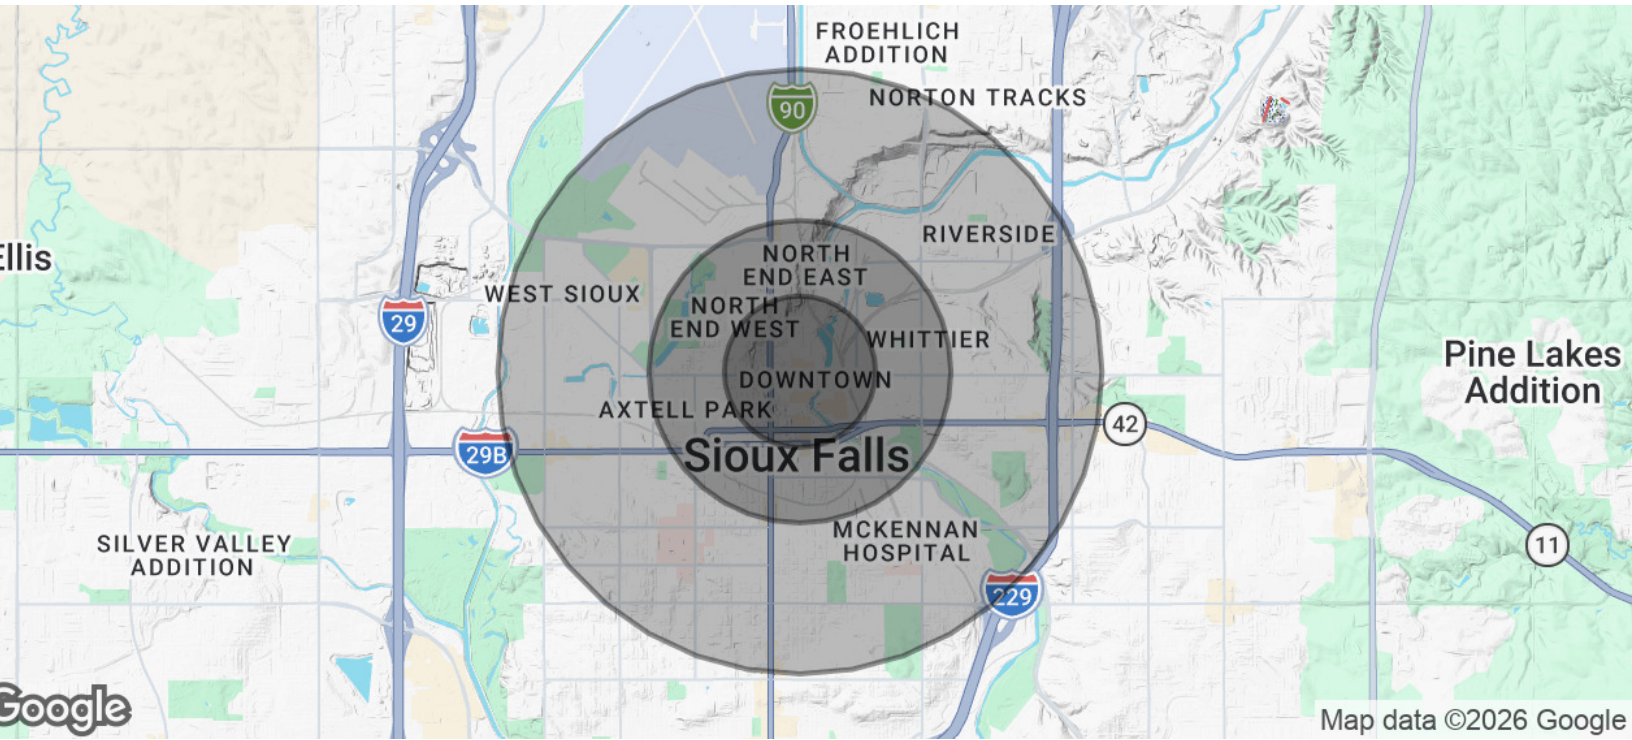 FROEHLICH
ADDITION
90
NORTON TRACKS
RIVERSIDE
NORTH
END EAST
Ellis
WEST SIOUX
NORTH
END WEST
29
WHITTIER
Pine Lakes
Addition
DOWNTOWN
AXTELL PARK
42
29B
Sioux Falls
SILVER VALLEY
ADDITION
MCKENNAN
HOSPITAL
11
229
Google
Map data ©2026 Google